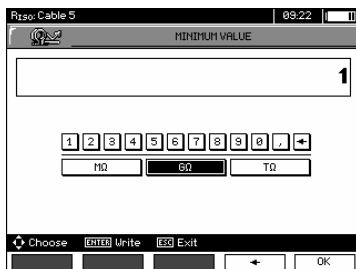 RISO: Cable 5 09:22
MINIMUM VALUE
1
1 2 3 4 5 6 7 8 9 0 , ←
MΩ GΩ TΩ
Choose ENTER Write ESC Exit
← OK